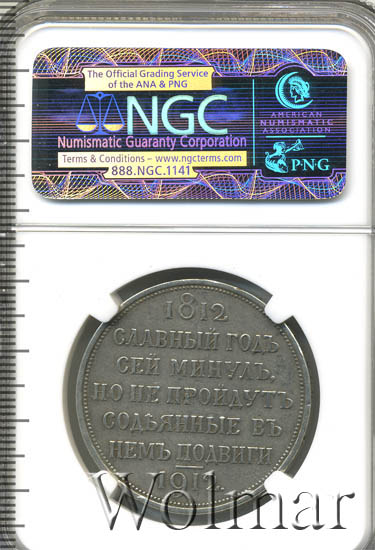 The Official Grading Service
of the ANA & PNG
NGC
Numismatic Guaranty Corporation
Terms & Conditions – www.ngcterms.com
888.NGC.1141
AMERICAN
NUMISMATIC
ASSOCIATION
PNG
1812
СЛАВНЫЙ ГОДЪ
СЕЙ МИНУЛЪ,
НО НЕ ПРОЙДУТЪ
СОДѢЯННЫЕ ВЪ
НЕМЪ ПОДВИГИ
1912
Wolmar